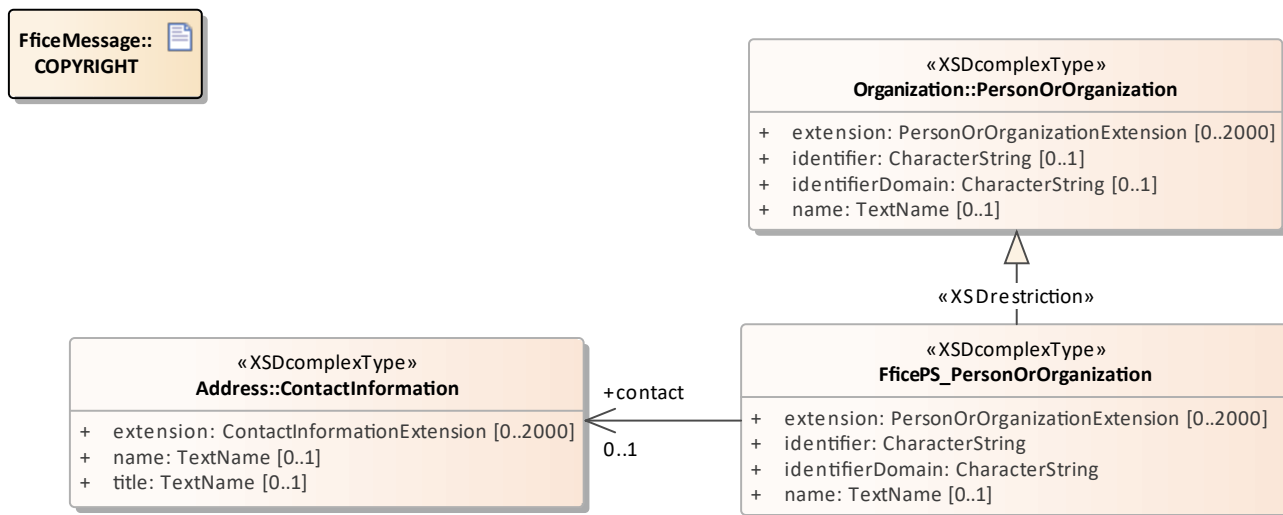 FficeMessage::
COPYRIGHT
«XSDcomplexType»
Organization::PersonOrOrganization
+ extension: PersonOrOrganizationExtension [0..2000]
+ identifier: CharacterString [0..1]
+ identifierDomain: CharacterString [0..1]
+ name: TextName [0..1]
«XSDrestriction»
«XSDcomplexType»
Address::ContactInformation
+ extension: ContactInformationExtension [0..2000]
+ name: TextName [0..1]
+ title: TextName [0..1]
+contact
0..1
«XSDcomplexType»
FficePS_PersonOrOrganization
+ extension: PersonOrOrganizationExtension [0..2000]
+ identifier: CharacterString
+ identifierDomain: CharacterString
+ name: TextName [0..1]